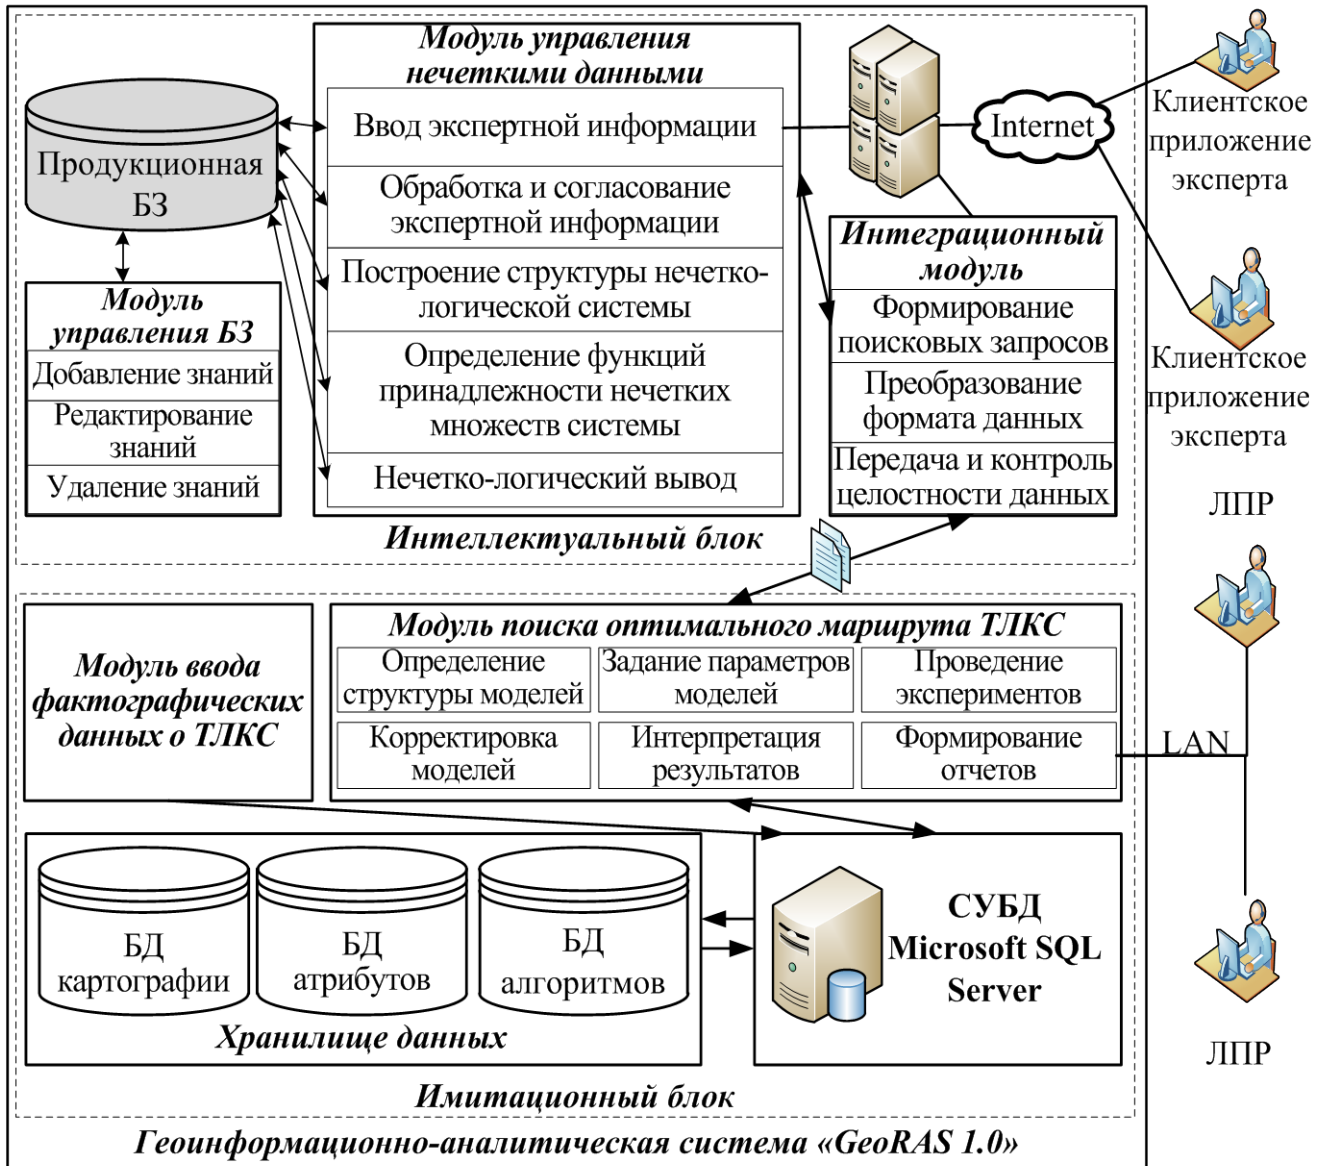 Модуль управления
нечеткими данными
Ввод экспертной информации
Обработка и согласование
экспертной информации
Построение структуры нечетко-
логической системы
Определение функций
принадлежности нечетких
множеств системы
Нечетко-логический вывод
Продукционная
БЗ
Модуль
управления БЗ
Добавление знаний
Редактирование
знаний
Удаление знаний
Internet
Интеграционный
модуль
Формирование
поисковых запросов
Преобразование
формата данных
Передача и контроль
целостности данных
Клиентское
приложение
эксперта
Клиентское
приложение
эксперта
Интеллектуальный блок
ЛПР
Модуль ввода
фактографических
данных о ТЛКС
Модуль поиска оптимального маршрута ТЛКС
Определение
структуры моделей
Задание параметров
моделей
Проведение
экспериментов
Корректировка
моделей
Интерпретация
результатов
Формирование
отчетов
LAN
БД
картографии
БД
атрибутов
БД
алгоритмов
Хранилище данных
СУБД
Microsoft SQL
Server
ЛПР
Имитационный блок
Геоинформационно-аналитическая система «GeoRAS 1.0»